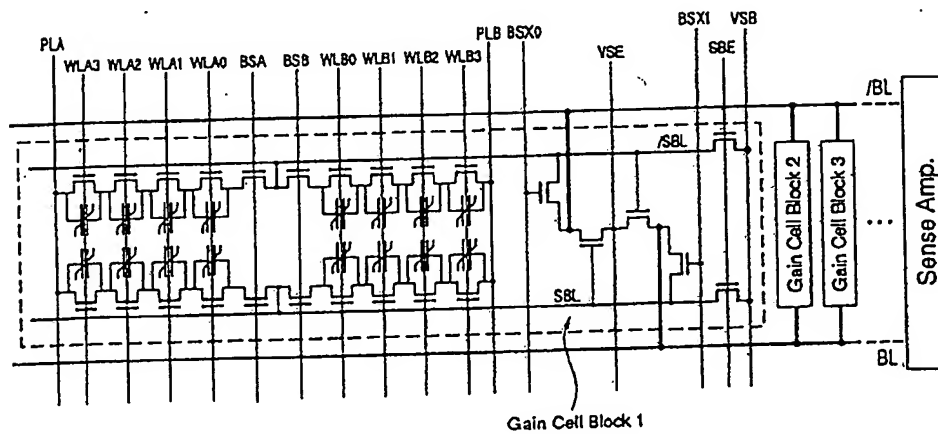 PLA
WLA3
WLA2
WLA1
WLA0
BSA
BSB
WLB0
WLB1
WLB2
WLB3
PLB
BSX0
VSE
BSX1
SBE
VSB
/BL
/SBL
SBL
BL
Gain Cell Block 2
Gain Cell Block 3
...
Sense Amp.
Gain Cell Block 1